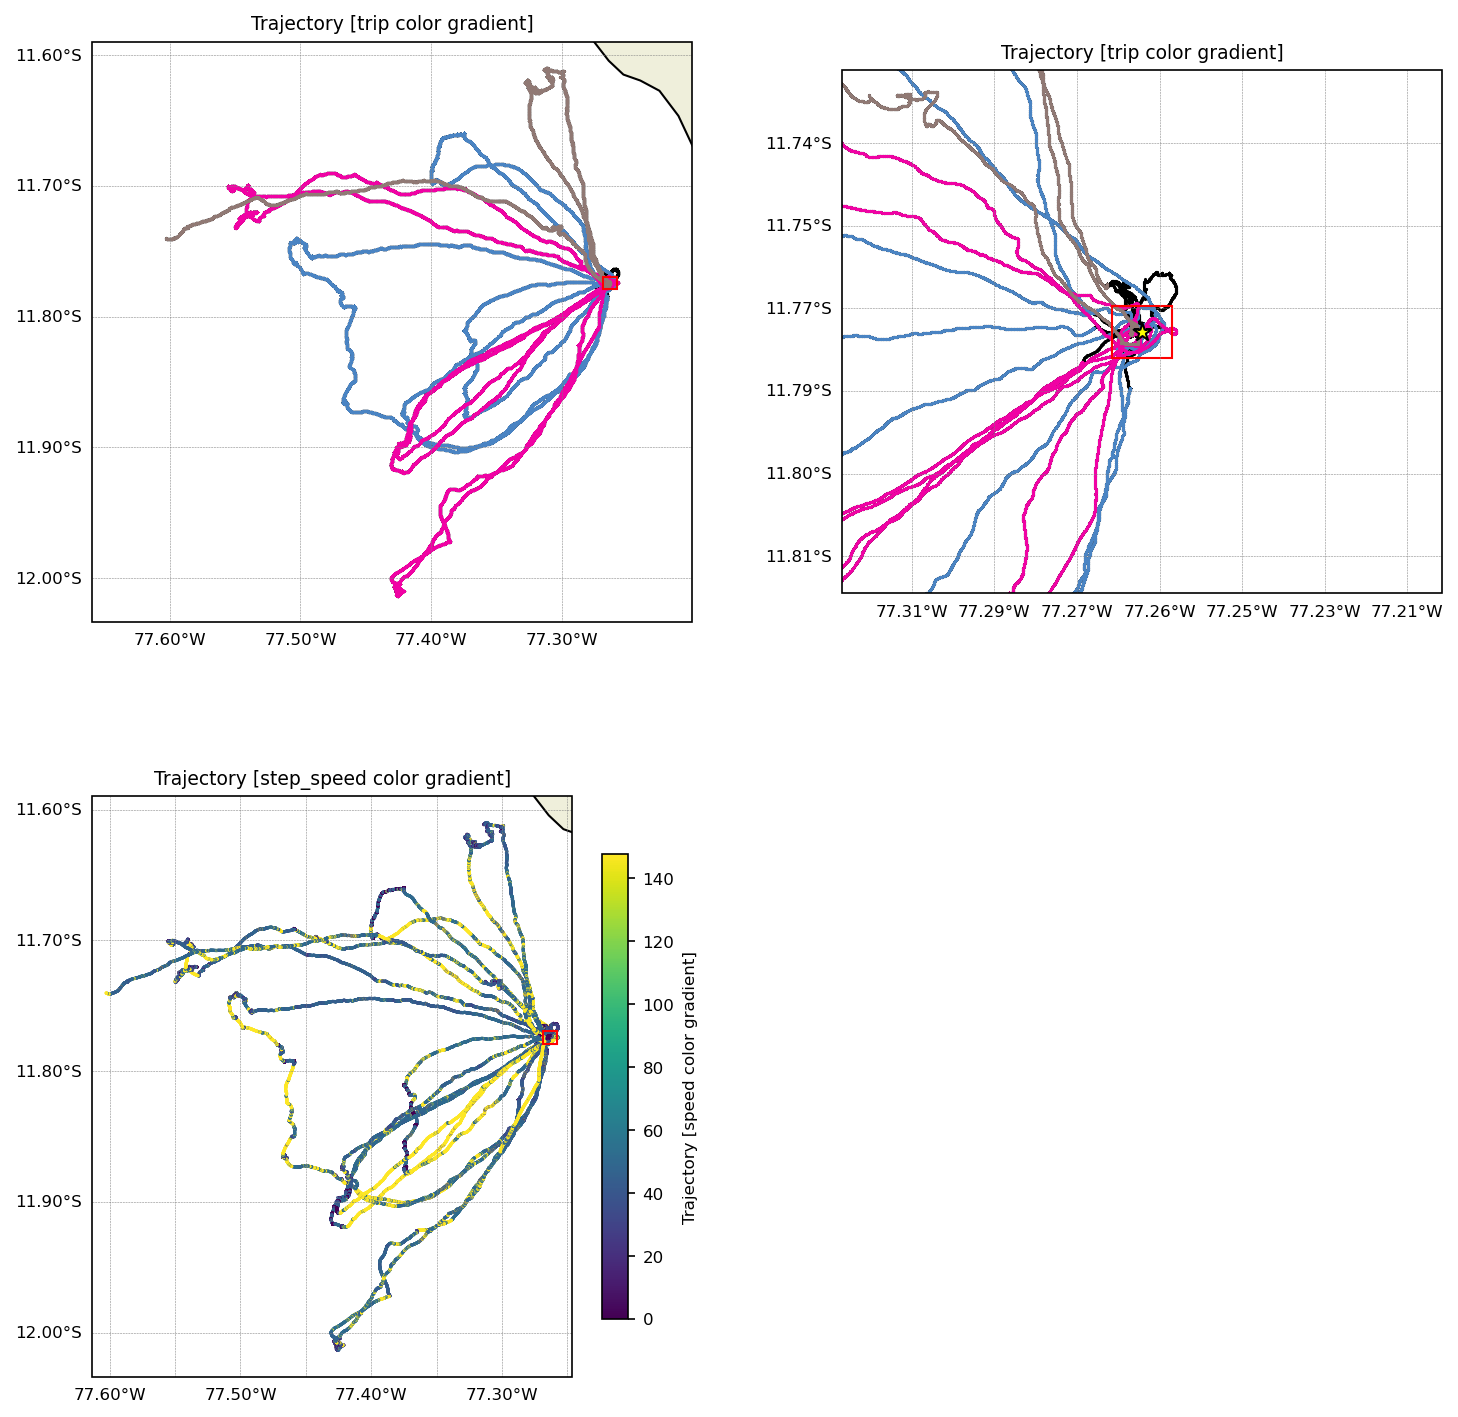 Trajectory [trip color gradient]
11.60°S
11.70°S
11.80°S
11.90°S
12.00°S
77.60°W 77.50°W 77.40°W 77.30°W
Trajectory [trip color gradient]
11.74°S
11.75°S
11.77°S
11.79°S
11.80°S
11.81°S
77.31°W 77.29°W 77.27°W 77.26°W 77.25°W 77.23°W 77.21°W
Trajectory [step_speed color gradient]
11.60°S
11.70°S
11.80°S
11.90°S
12.00°S
77.60°W 77.50°W 77.40°W 77.30°W
140
120
100
80
60
40
20
0
Trajectory [speed color gradient]